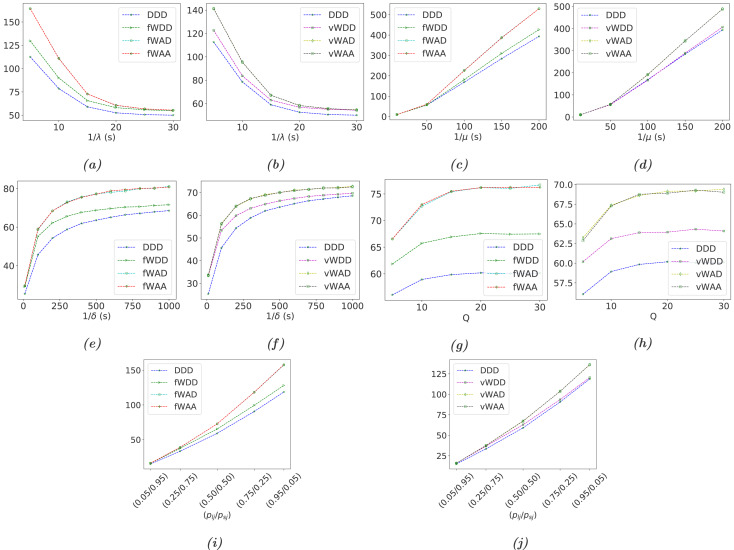 150
125
100
75
50
10
20
30
1/λ (s)
DDD
fWDD
fWAD
fWAA
(a)
140
120
100
80
60
10
20
30
1/λ (s)
DDD
vWDD
vWAD
vWAA
(b)
500
400
300
200
100
0
50
100
150
200
1/μ (s)
DDD
fWDD
fWAD
fWAA
(c)
500
400
300
200
100
0
50
100
150
200
1/μ (s)
DDD
vWDD
vWAD
vWAA
(d)
80
60
40
0
250
500
750
1000
1/δ (s)
DDD
fWDD
fWAD
fWAA
(e)
70
60
50
40
30
0
250
500
750
1000
1/δ (s)
DDD
vWDD
vWAD
vWAA
(f)
75
70
65
60
10
20
30
Q
DDD
fWDD
fWAD
fWAA
(g)
70.0
67.5
65.0
62.5
60.0
57.5
10
20
30
Q
DDD
vWDD
vWAD
vWAA
(h)
150
100
50
(0.05/0.95)
(0.25/0.75)
(0.50/0.50)
(0.75/0.25)
(0.95/0.05)
DDD
fWDD
fWAD
fWAA
(i)
125
100
75
50
25
(0.05/0.95)
(0.25/0.75)
(0.50/0.50)
(0.75/0.25)
(0.95/0.05)
DDD
vWDD
vWAD
vWAA
(j)